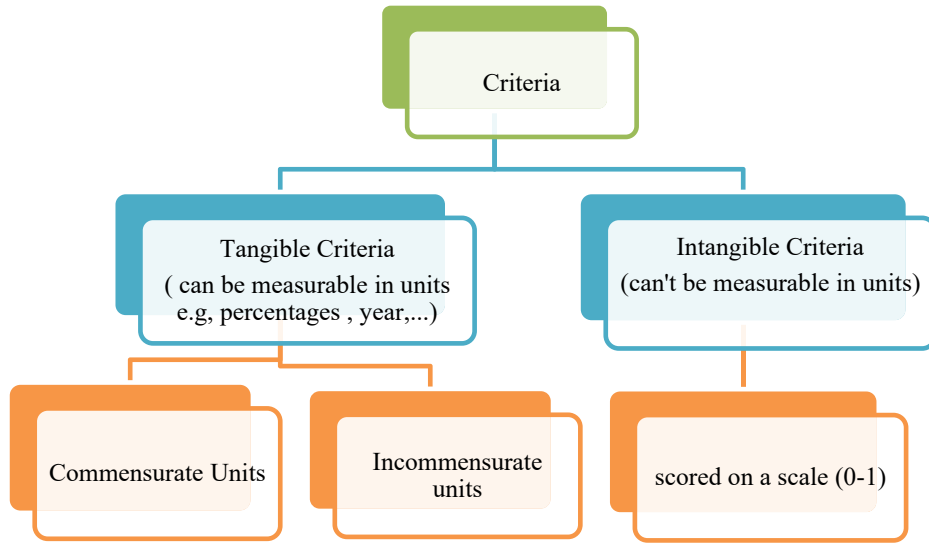 Criteria
Tangible Criteria
( can be measurable in units
e.g, percentages , year,...)
Intangible Criteria
(can't be measurable in units)
Commensurate Units
Incommensurate
units
scored on a scale (0-1)